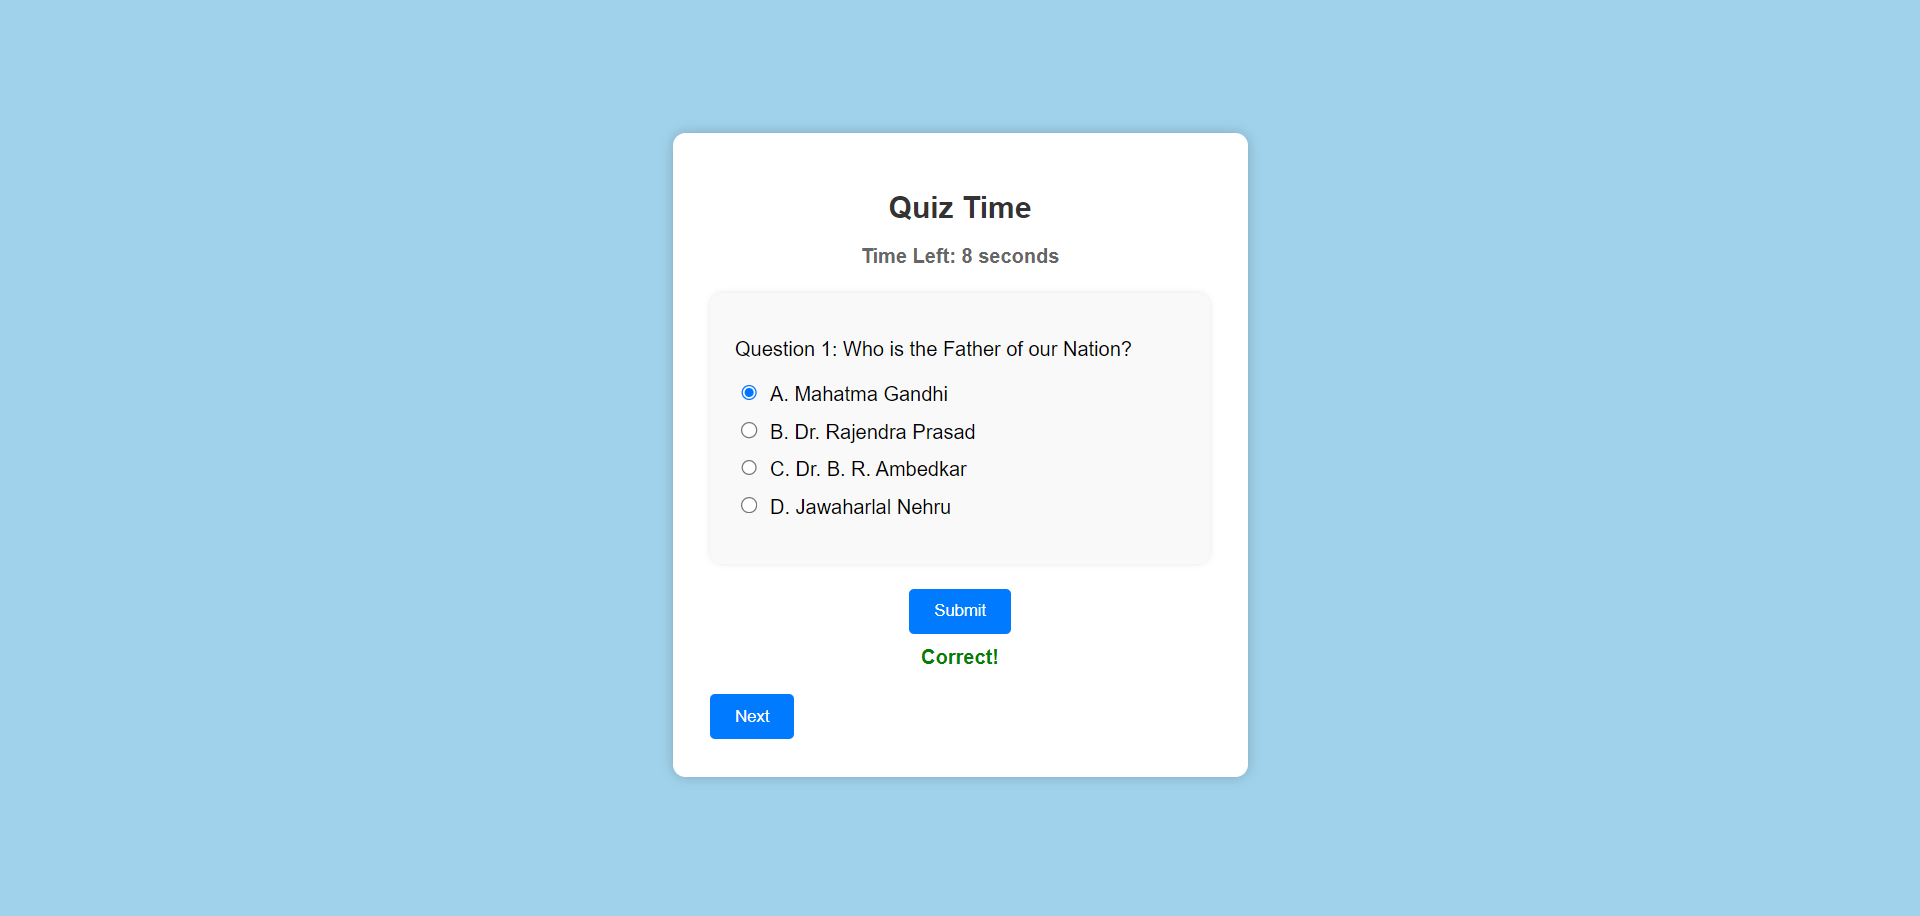 Quiz Time
Time Left: 8 seconds
Question 1: Who is the Father of our Nation?
A. Mahatma Gandhi
B. Dr. Rajendra Prasad
C. Dr. B. R. Ambedkar
D. Jawaharlal Nehru
Submit
Correct!
Next